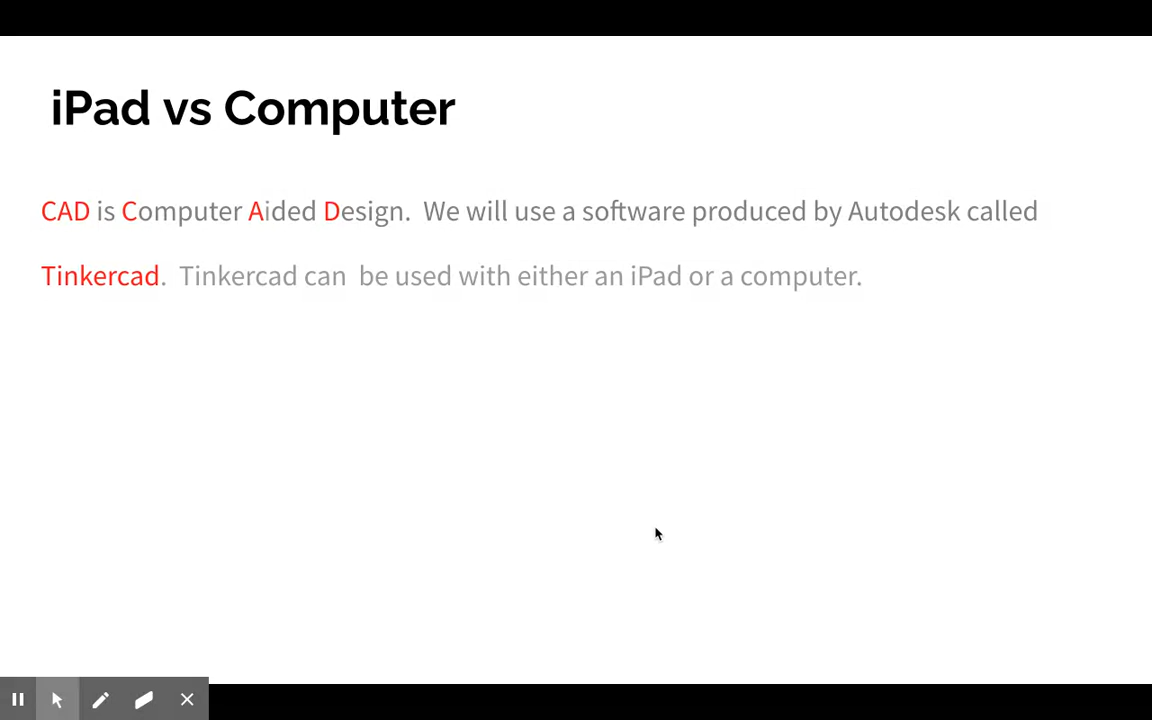 iPad vs Computer
CAD is Computer Aided Design.  We will use a software produced by Autodesk called
Tinkercad.  Tinkercad can  be used with either an iPad or a computer.